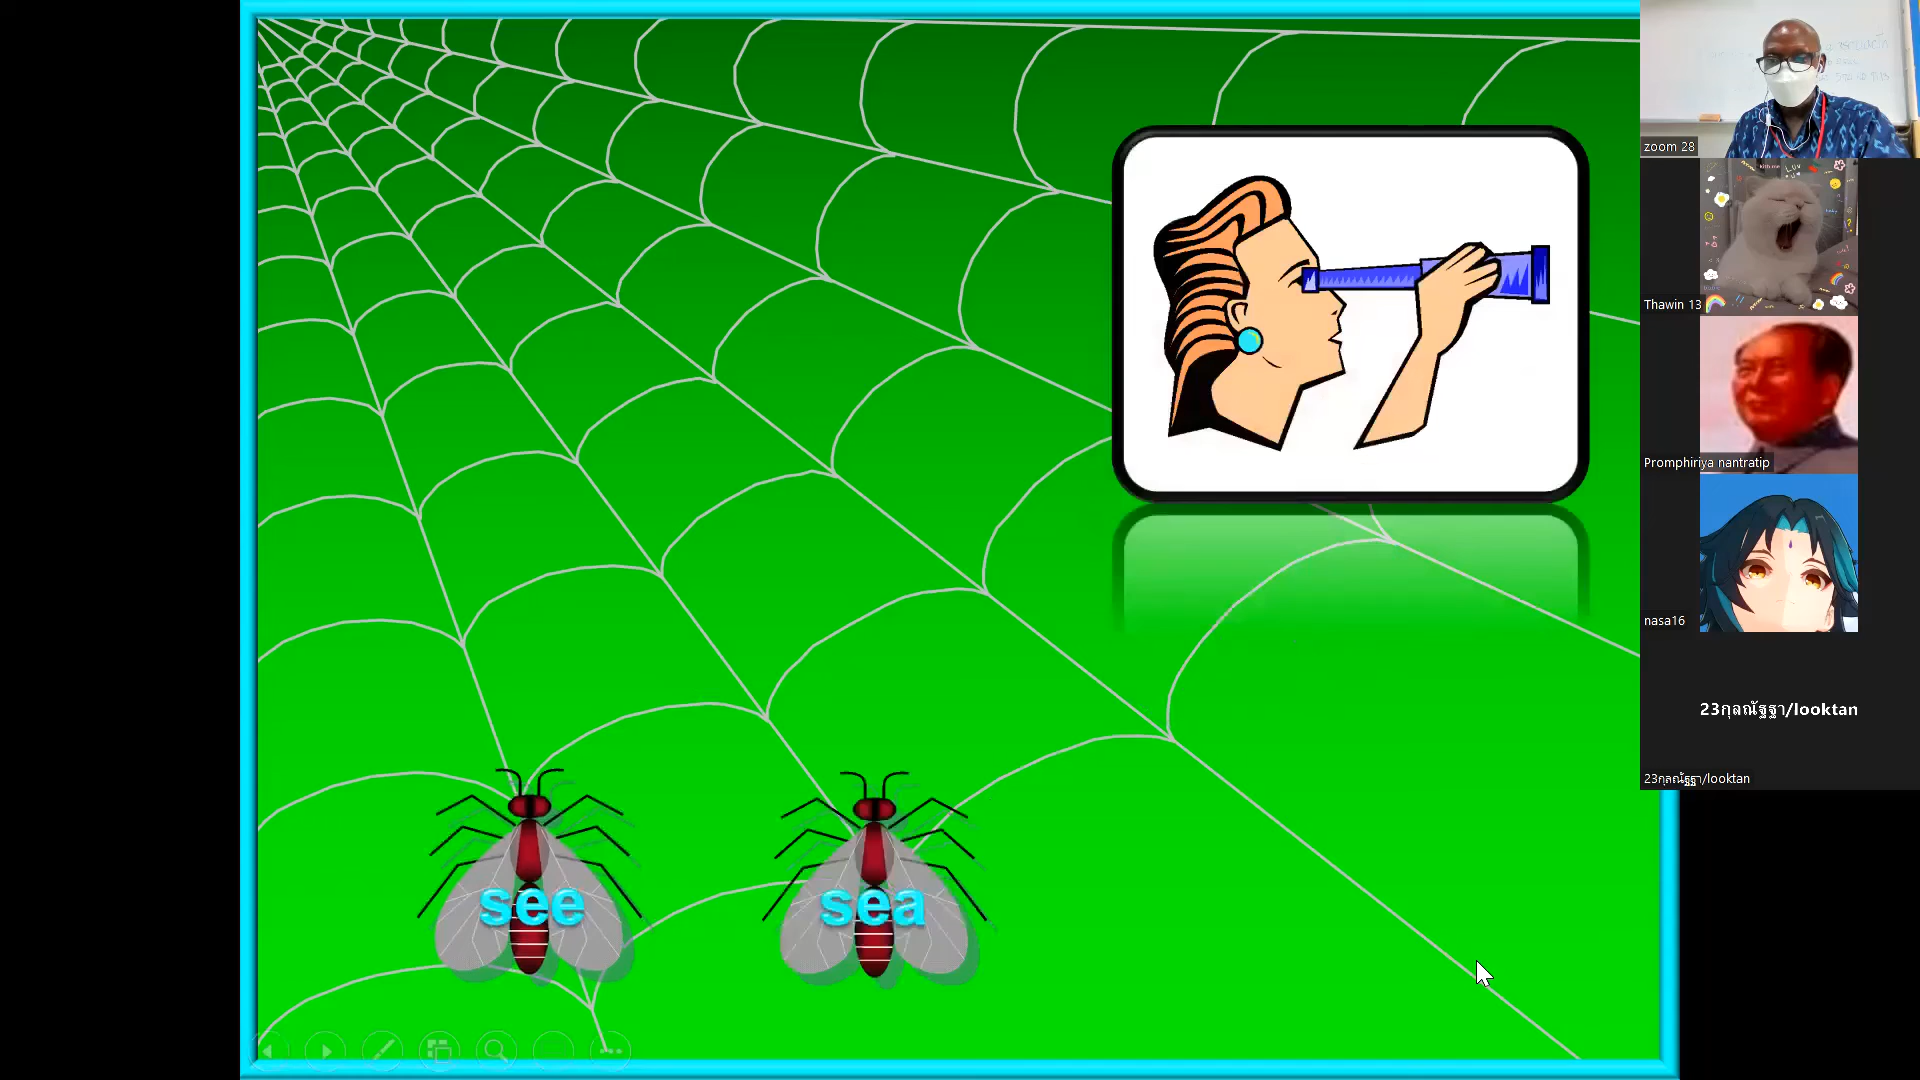 see
sea
zoom 28
Thawin 13
Promphiriya nantratip
nasa16
23กุลณัฐฐา/looktan
23กุลณัฐฐา/looktan